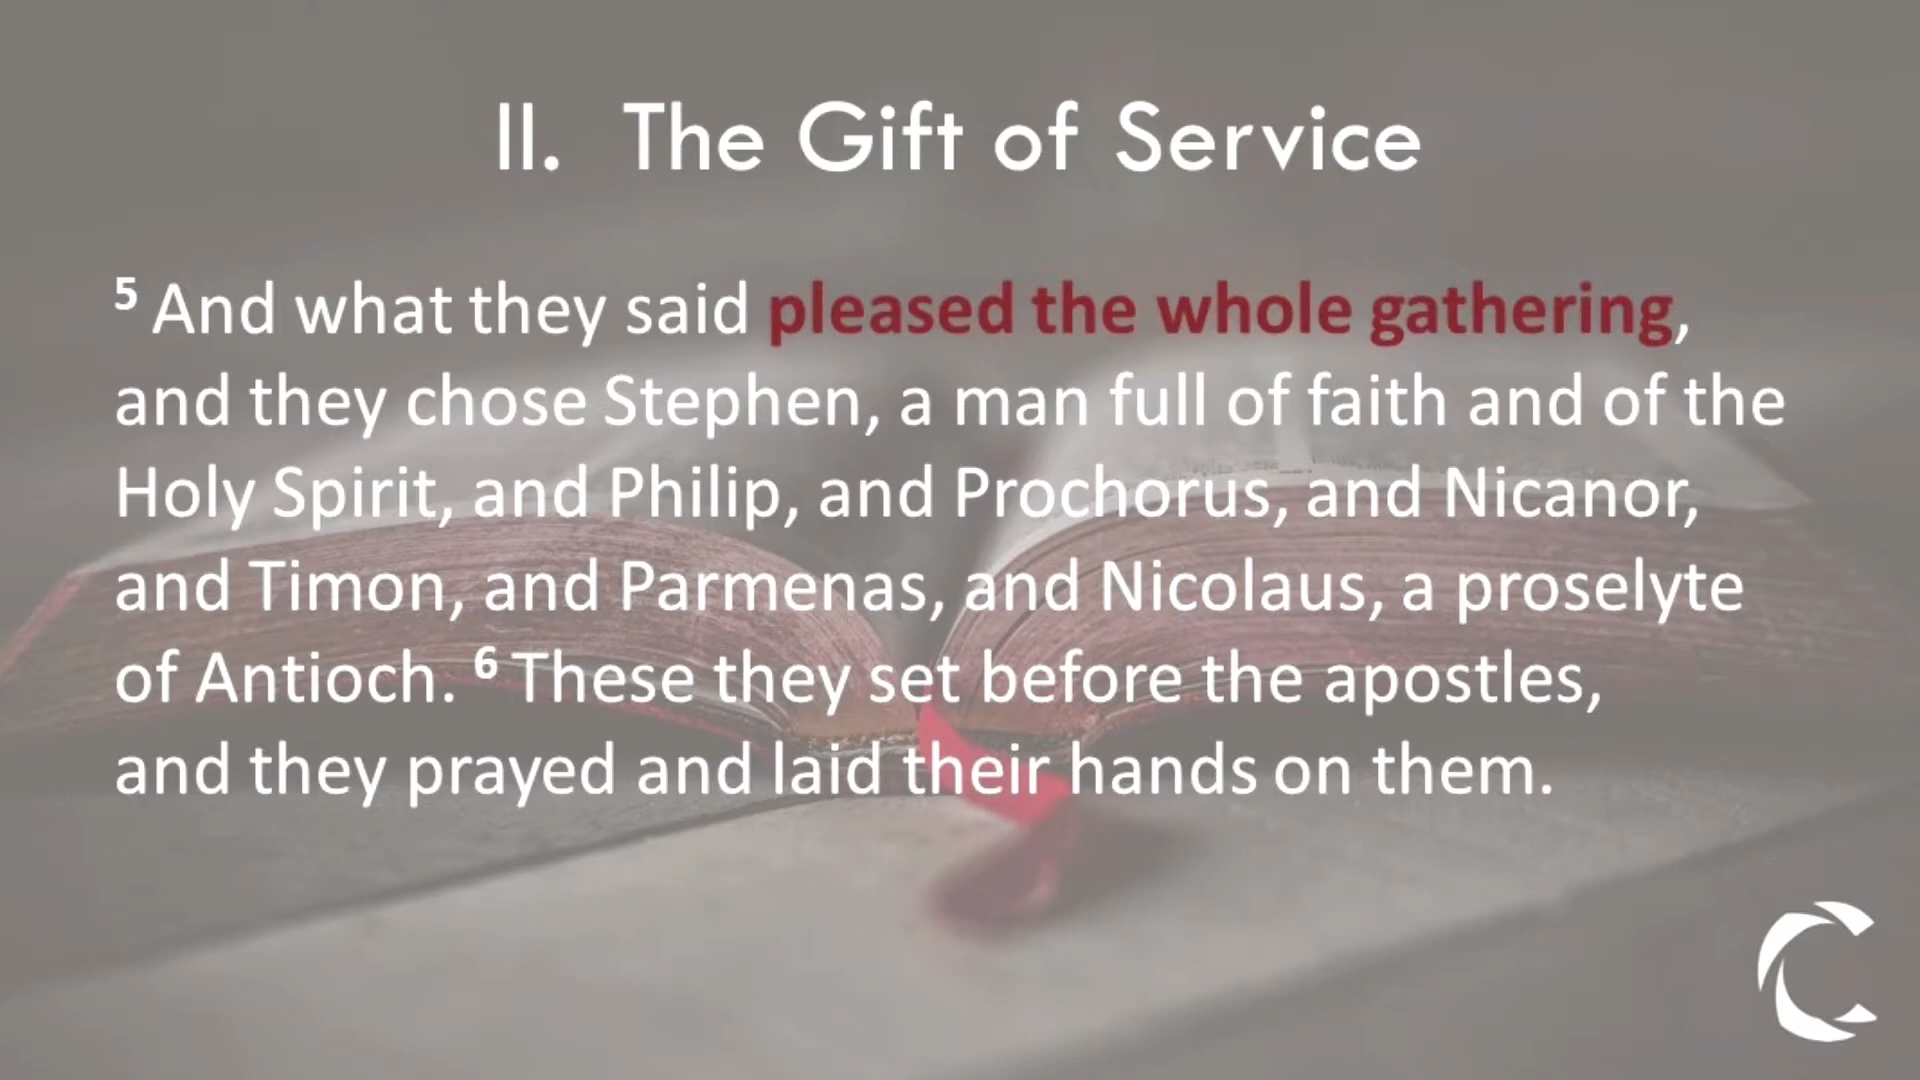 II. The Gift of Service
5 And what they said pleased the whole gathering,
and they chose Stephen, a man full of faith and of the
Holy Spirit, and Philip, and Prochorus, and Nicanor,
and Timon, and Parmenas, and Nicolaus, a proselyte
of Antioch. 6 These they set before the apostles,
and they prayed and laid their hands on them.